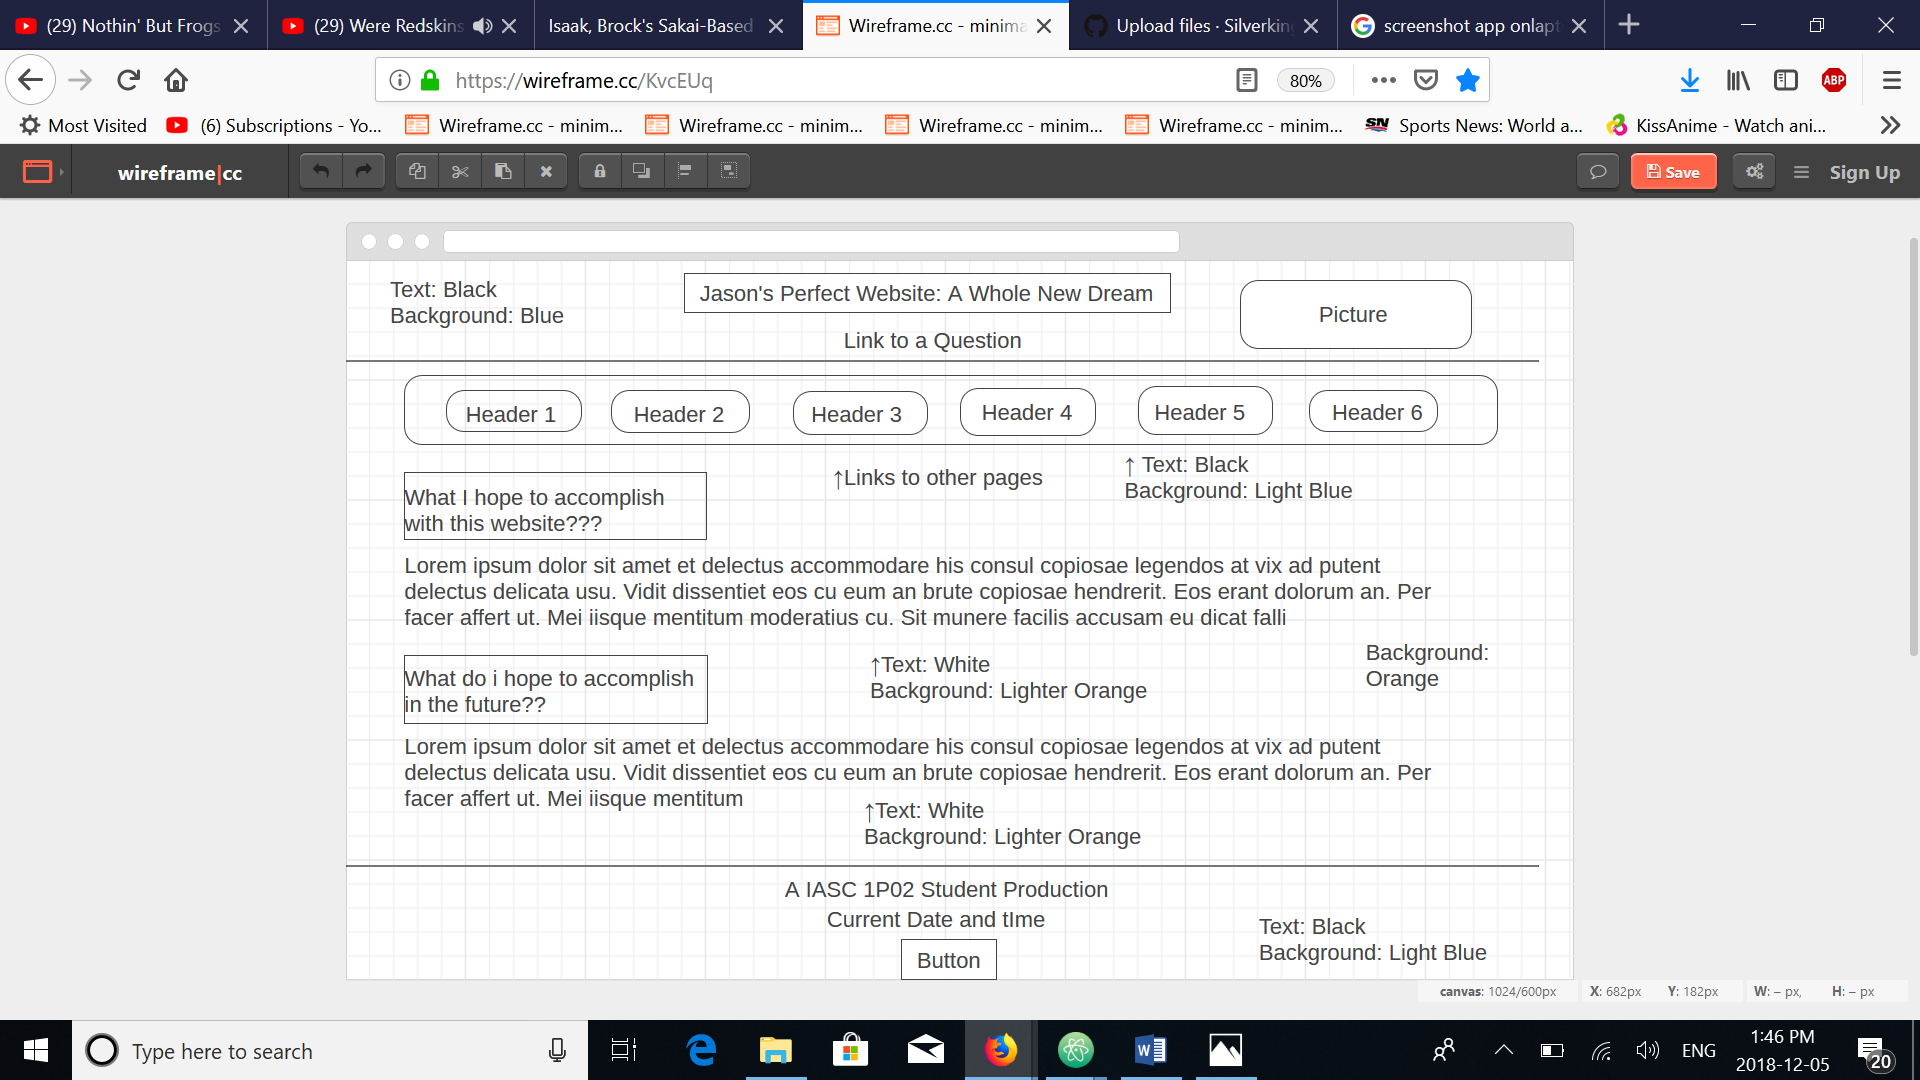 (29) Nothin' But Frogs
(29) Were Redskins
Isaak, Brock's Sakai-Based
Wireframe.cc - minima
Upload files · Silverking
screenshot app onlapt
https://wireframe.cc/KvcEUq
80%
ABP
Most Visited
(6) Subscriptions - Yo...
Wireframe.cc - minim...
Wireframe.cc - minim...
Wireframe.cc - minim...
Wireframe.cc - minim...
SN
Sports News: World a...
KissAnime - Watch ani...
wireframe|cc
Save
Sign Up
Text: Black
Background: Blue
Jason's Perfect Website: A Whole New Dream
Link to a Question
Picture
Header 1
Header 2
Header 3
Header 4
Header 5
Header 6
↑Links to other pages
↑ Text: Black
Background: Light Blue
What I hope to accomplish
with this website???
Lorem ipsum dolor sit amet et delectus accommodare his consul copiosae legendos at vix ad putent
delectus delicata usu. Vidit dissentiet eos cu eum an brute copiosae hendrerit. Eos erant dolorum an. Per
facer affert ut. Mei iisque mentitum moderatius cu. Sit munere facilis accusam eu dicat falli
What do i hope to accomplish
in the future??
↑Text: White
Background: Lighter Orange
Background:
Orange
Lorem ipsum dolor sit amet et delectus accommodare his consul copiosae legendos at vix ad putent
delectus delicata usu. Vidit dissentiet eos cu eum an brute copiosae hendrerit. Eos erant dolorum an. Per
facer affert ut. Mei iisque mentitum
↑Text: White
Background: Lighter Orange
A IASC 1P02 Student Production
Current Date and tIme
Button
Text: Black
Background: Light Blue
canvas: 1024/600px
X: 682px
Y: 182px
W: – px,
H: – px
Type here to search
ENG
1:46 PM
2018-12-05
20